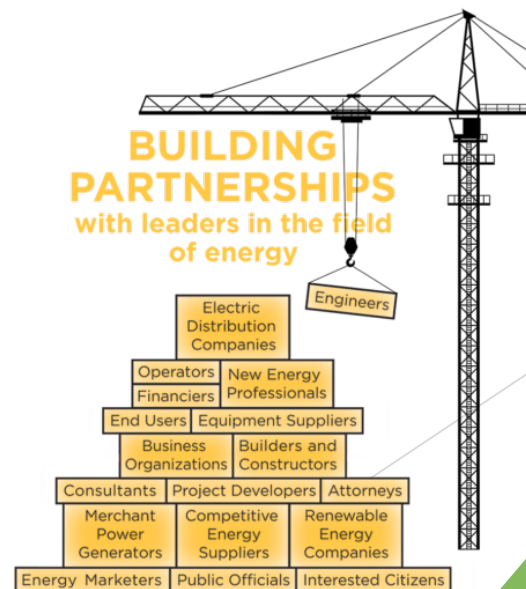 BUILDING
PARTNERSHIPS
with leaders in the field
of energy
Engineers
Electric
Distribution
Companies
Operators
Financiers
New Energy
Professionals
End Users
Equipment Suppliers
Business
Organizations
Builders and
Constructors
Consultants
Project Developers
Attorneys
Merchant
Power
Generators
Competitive
Energy
Suppliers
Renewable
Energy
Companies
Energy Marketers
Public Officials
Interested Citizens